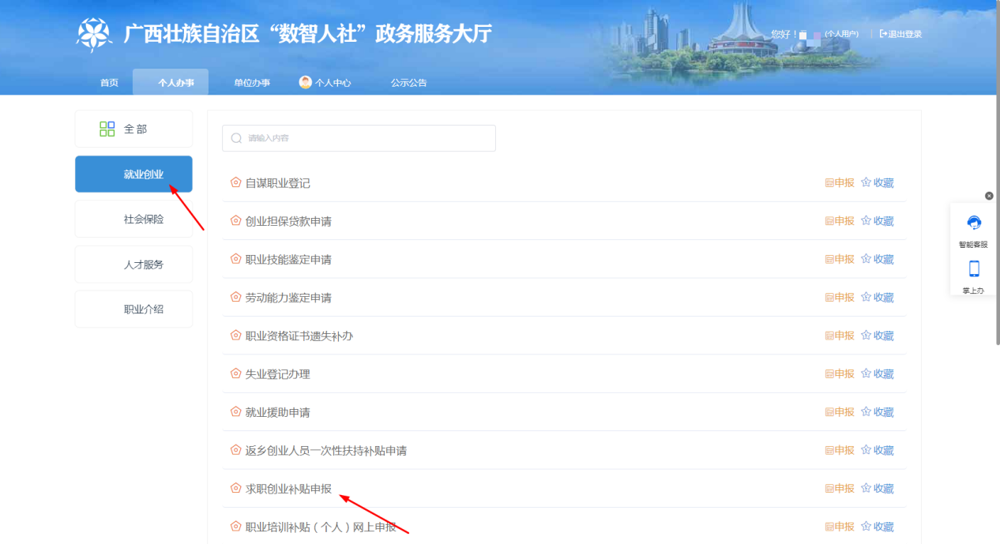 广西壮族自治区“数智人社”政务服务大厅
您好！ (个人用户) 退出登录
首页 个人办事 单位办事 个人中心 公示公告
全部
就业创业
社会保险
人才服务
职业介绍
请输入内容
自谋职业登记 申报 收藏
创业担保贷款申请 申报 收藏
职业技能鉴定申请 申报 收藏
劳动能力鉴定申请 申报 收藏
职业资格证书遗失补办 申报 收藏
失业登记办理 申报 收藏
就业援助申请 申报 收藏
返乡创业人员一次性扶持补贴申请 申报 收藏
求职创业补贴申报 申报 收藏
职业培训补贴（个人）网上申报 申报 收藏
智能客服
掌上办